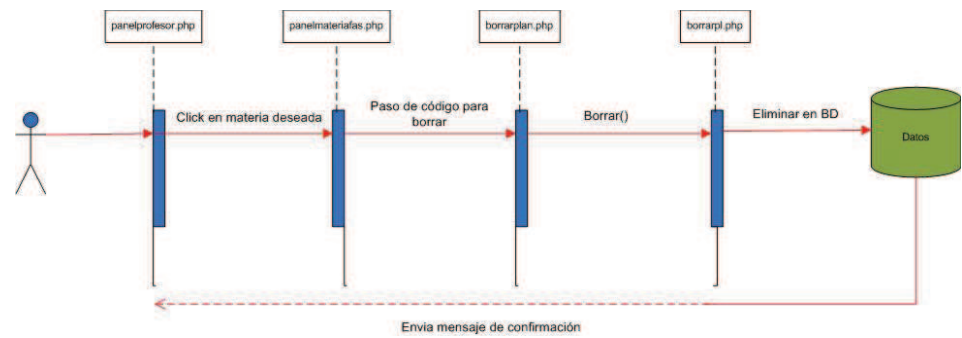 panelprofesor.php
panelmateriafas.php
borrarplan.php
borrarpl.php
Click en materia deseada
Paso de código para
borrar
Borrar()
Eliminar en BD
Datos
Envia mensaje de confirmación